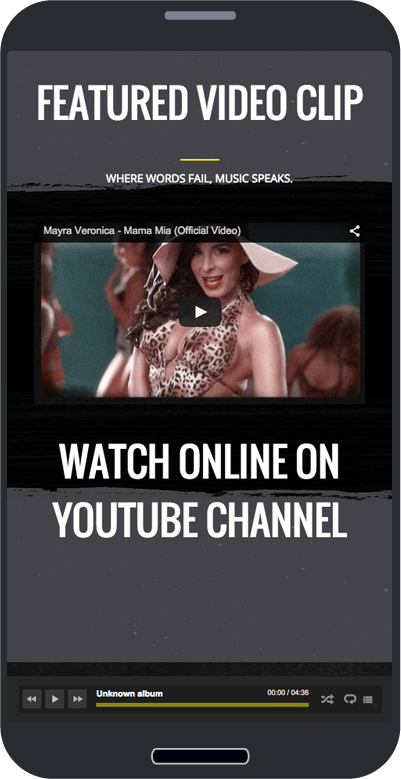 FEATURED VIDEO CLIP
WHERE WORDS FAIL, MUSIC SPEAKS.
Mayra Veronica - Mama Mia (Official Video)
WATCH ONLINE ON
YOUTUBE CHANNEL
Unknown album 00:00 / 04:36